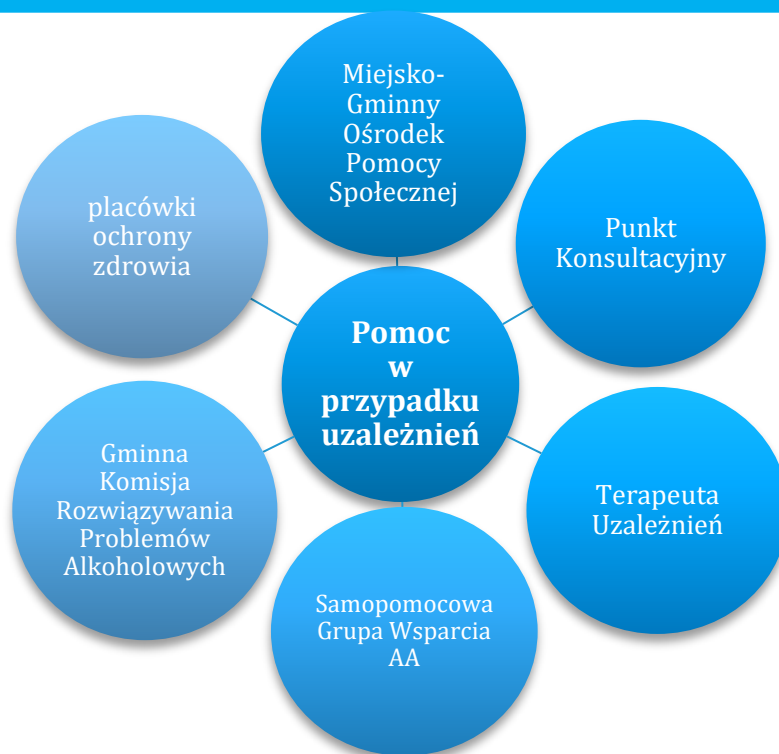 Miejsko-
Gminny
Ośrodek
Pomocy
Społecznej
placówki
ochrony
zdrowia
Punkt
Konsultacyjny
Pomoc
w
przypadku
uzależnień
Gminna
Komisja
Rozwiązywania
Problemów
Alkoholowych
Terapeuta
Uzależnień
Samopomocowa
Grupa Wsparcia
AA